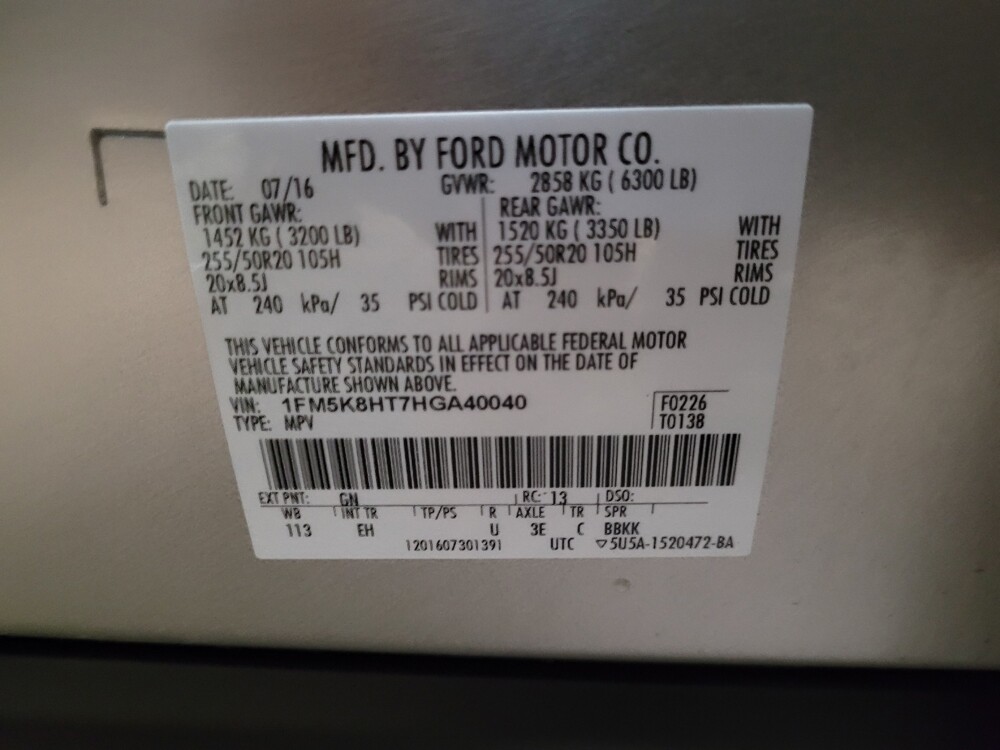 MFD. BY FORD MOTOR CO.
DATE: 07/16 GVWR: 2858 KG ( 6300 LB)
FRONT GAWR: REAR GAWR:
1452 KG ( 3200 LB) WITH 1520 KG ( 3350 LB) WITH
255/50R20 105H TIRES 255/50R20 105H TIRES
20x8.5J RIMS 20x8.5J RIMS
AT 240 kPa/ 35 PSI COLD AT 240 kPa/ 35 PSI COLD
THIS VEHICLE CONFORMS TO ALL APPLICABLE FEDERAL MOTOR
VEHICLE SAFETY STANDARDS IN EFFECT ON THE DATE OF
MANUFACTURE SHOWN ABOVE.
VIN: 1FM5K8HT7HGA40040 F0226
TYPE: MPV T0138
EXT PNT: GN RC: 13 DSO:
WB INT TR TP/PS R AXLE TR SPR
113 EH U 3E C BBKK
1201607301391 UTC ▽5U5A-1520472-BA